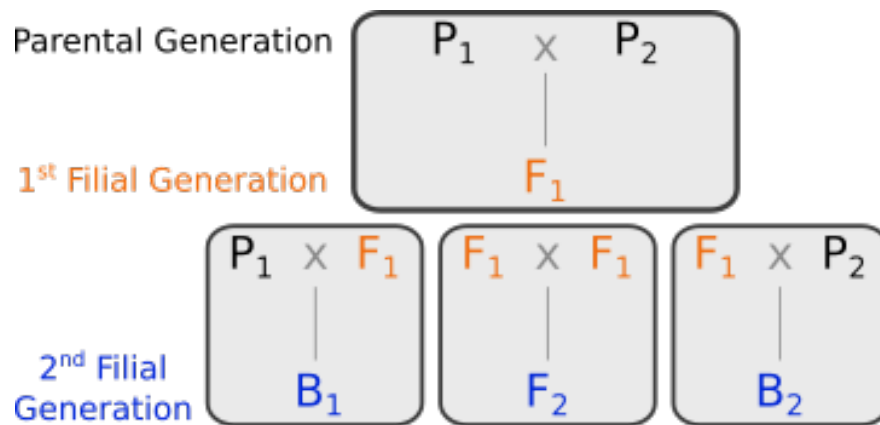 Parental Generation P₁ x P₂
1ˢᵗ Filial Generation F₁
P₁ x F₁ F₁ x F₁ F₁ x P₂
2ⁿᵈ Filial
Generation B₁ F₂ B₂